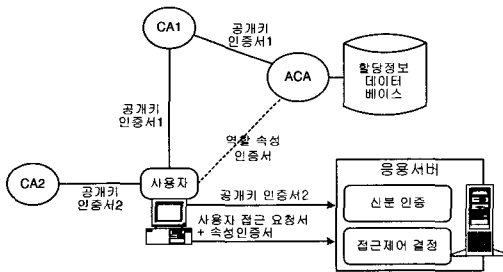 CA1
공개키
인증서1
ACA
할당정보
데이터
베이스
공개키
인증서1
역할 속성
인증서
CA2
공개키
인증서2
사용자
공개키 인증서2
사용자 접근 요청서
+ 속성인증서
응용서버
신분 인증
접근제어 결정